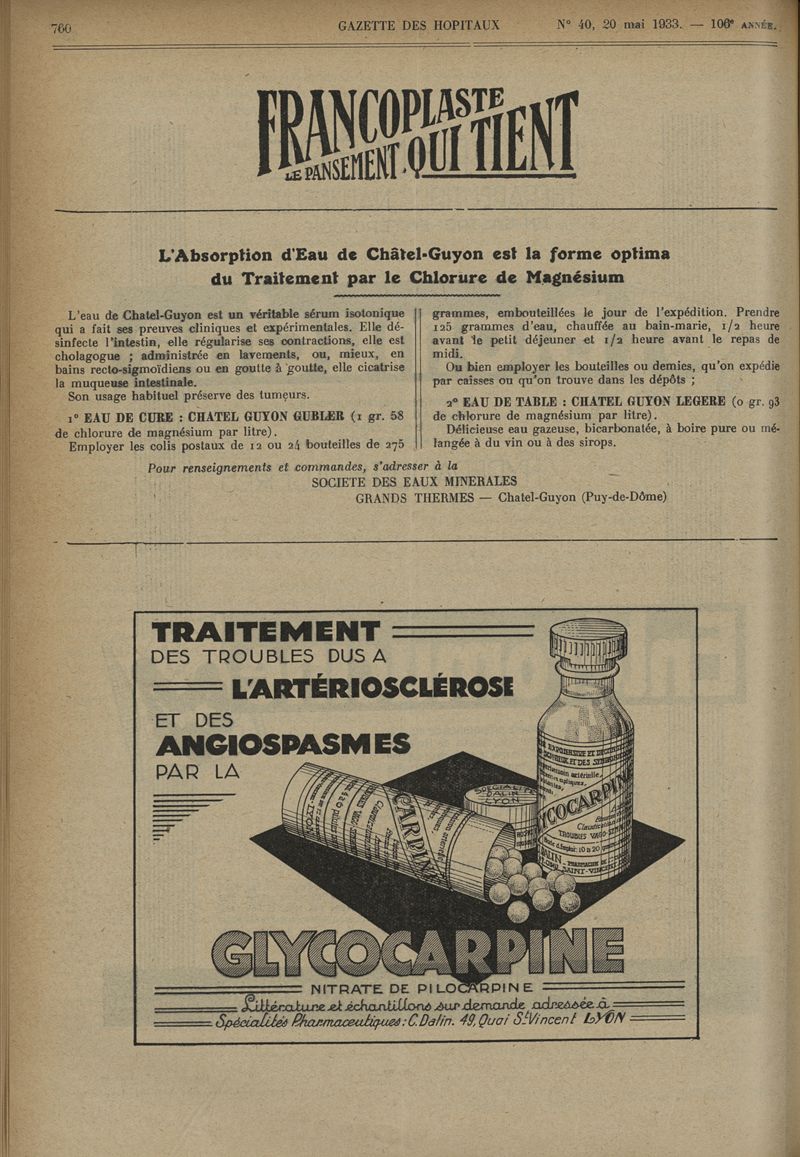 760
GAZETTE DES HOPITAUX
N° 40, 20 mai 1933. — 106e ANNÉE.
FRANCOPLASTE
LE PANSEMENT QUI TIENT
L'Absorption d'Eau de Châtel-Guyon est la forme optima
du Traitement par le Chlorure de Magnésium
L'eau de Chatel-Guyon est un véritable sérum isotonique
qui a fait ses preuves cliniques et expérimentales. Elle dé-
sinfecte l'intestin, elle régularise ses contractions, elle est
cholagogue ; administrée en lavements, ou, mieux, en
bains recto-sigmoïdiens ou en goutte à goutte, elle cicatrise
la muqueuse intestinale.
Son usage habituel préserve des tumeurs.
1° EAU DE CURE : CHATEL GUYON GUBLER (1 gr. 58
de chlorure de magnésium par litre).
Employer les colis postaux de 12 ou 24 bouteilles de 275
grammes, embouteillées le jour de l'expédition. Prendre
125 grammes d'eau, chauffée au bain-marie, 1/2 heure
avant le petit déjeuner et 1/2 heure avant le repas de
midi.
Ou bien employer les bouteilles ou demies, qu'on expédie
par caisses ou qu'on trouve dans les dépôts ;
2° EAU DE TABLE : CHATEL GUYON LEGERE (0 gr. 93
de chlorure de magnésium par litre).
Délicieuse eau gazeuse, bicarbonatée, à boire pure ou mé-
langée à du vin ou à des sirops.
Pour renseignements et commandes, s'adresser à la
SOCIETE DES EAUX MINERALES
GRANDS THERMES — Chatel-Guyon (Puy-de-Dôme)
TRAITEMENT
DES TROUBLES DUS A
L'ARTÉRIOSCLÉROSE
ET DES
ANGIOSPASMES
PAR LA
SPECIALITÉ
DALIN
LYON
YCOCARPINE
TROUBLES VASO
10 à 20
SAINT-VINCENT
CARPINE
LYON
GLYCOCARPINE
NITRATE DE PILOCARPINE
Littérature et échantillons sur demande adressée à
Spécialités Pharmaceutiques : C. Dalin. 49, Quai St Vincent LYON